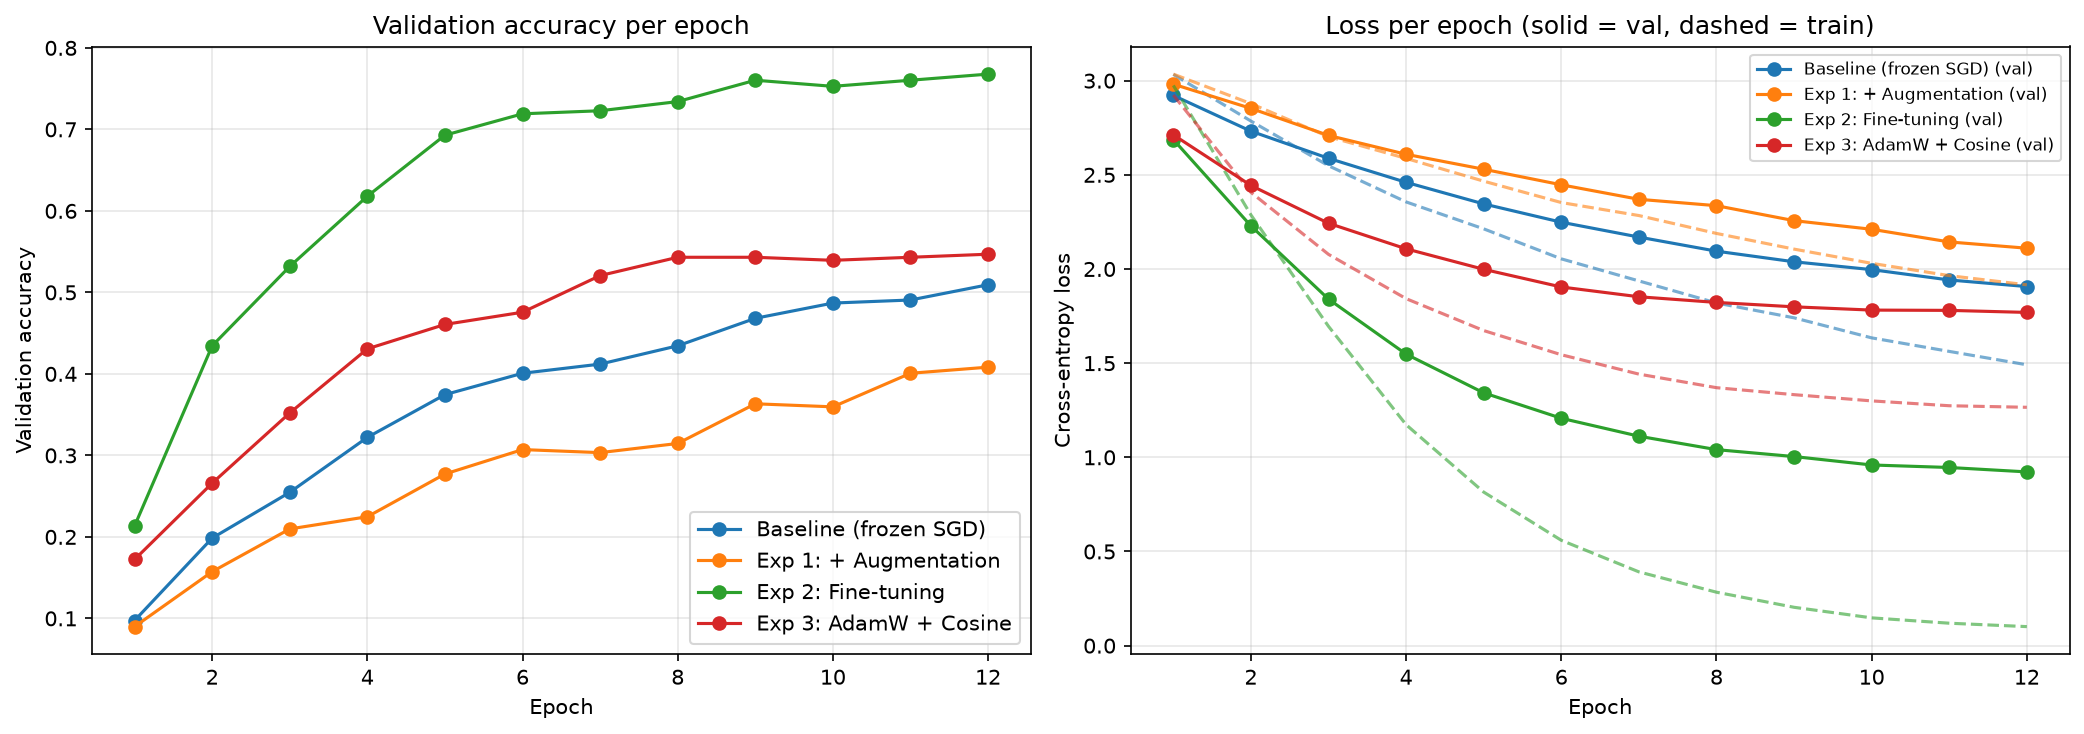 Validation accuracy per epoch
Validation accuracy
0.8
0.7
0.6
0.5
0.4
0.3
0.2
0.1
Baseline (frozen SGD)
Exp 1: + Augmentation
Exp 2: Fine-tuning
Exp 3: AdamW + Cosine
2 4 6 8 10 12
Epoch
Loss per epoch (solid = val, dashed = train)
Cross-entropy loss
3.0
2.5
2.0
1.5
1.0
0.5
0.0
Baseline (frozen SGD) (val)
Exp 1: + Augmentation (val)
Exp 2: Fine-tuning (val)
Exp 3: AdamW + Cosine (val)
2 4 6 8 10 12
Epoch